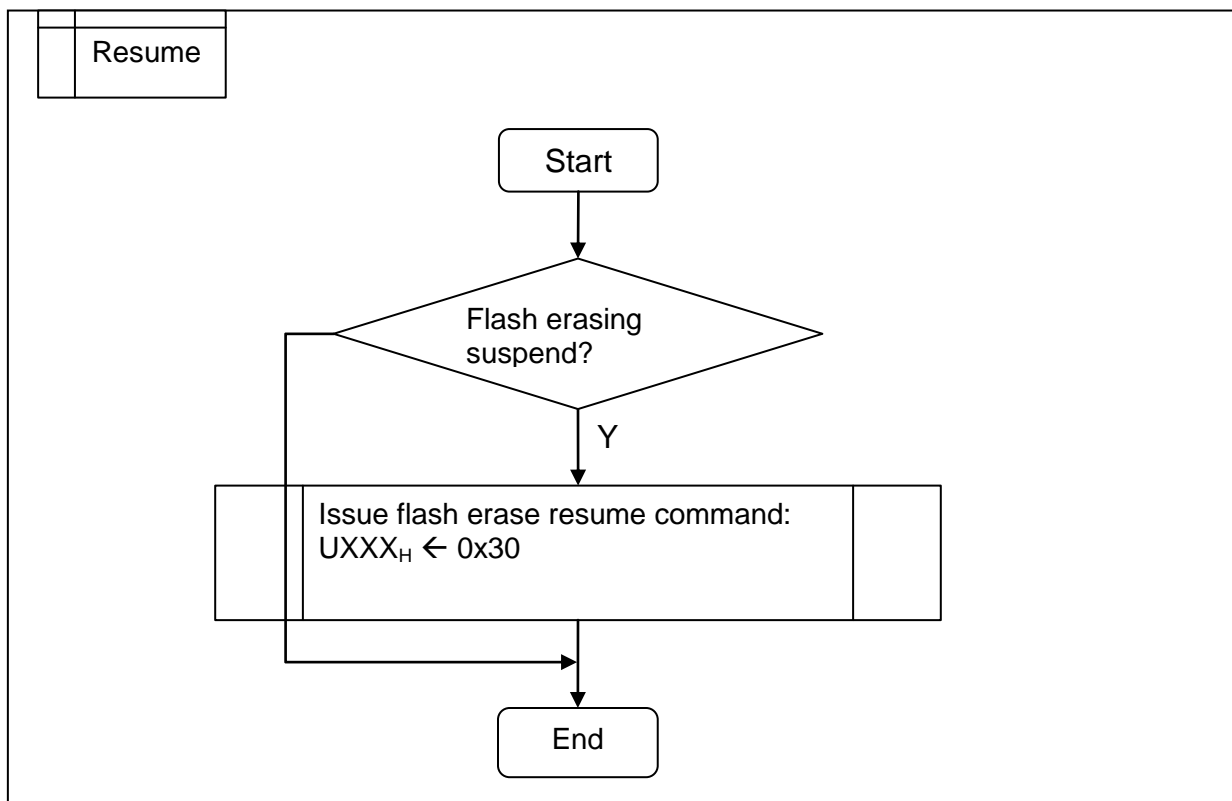 Resume
Start
Flash erasing
suspend?
Y
Issue flash erase resume command:
UXXXH ← 0x30
End